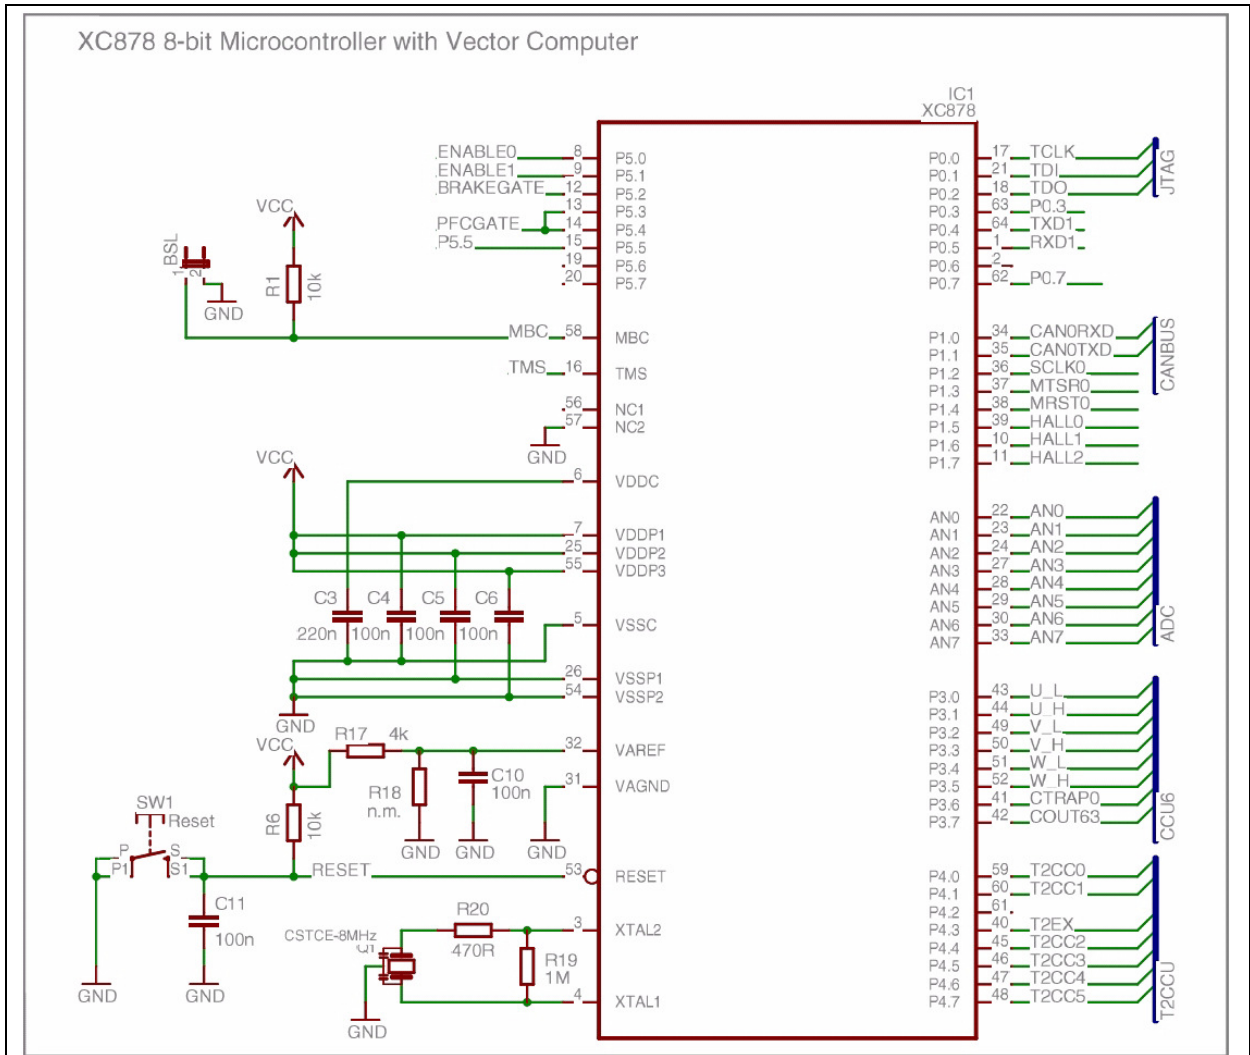 XC878 8-bit Microcontroller with Vector Computer
IC1
XC878
ENABLE0 8 P5.0
ENABLE1 9 P5.1
BRAKEGATE 12 P5.2
13 P5.3
PFCGATE 14 P5.4
P5.5 15 P5.5
19 P5.6
20 P5.7
P0.0 17 TCLK
P0.1 21 TDI
P0.2 18 TDO
P0.3 63 P0.3
P0.4 64 TXD1
P0.5 1 RXD1
P0.6 2
P0.7 62 P0.7
JTAG
VCC
BSL
1
2
GND
R1
10k
MBC 58 MBC
TMS 16 TMS
56 NC1
57 NC2
GND
P1.0 34 CAN0RXD
P1.1 35 CAN0TXD
P1.2 36 SCLK0
P1.3 37 MTSR0
P1.4 38 MRST0
P1.5 39 HALL0
P1.6 10 HALL1
P1.7 11 HALL2
CANBUS
VCC
6 VDDC
7 VDDP1
25 VDDP2
55 VDDP3
C3 C4 C5 C6
220n 100n 100n 100n
5 VSSC
26 VSSP1
54 VSSP2
GND
AN0 22 AN0
AN1 23 AN1
AN2 24 AN2
AN3 27 AN3
AN4 28 AN4
AN5 29 AN5
AN6 30 AN6
AN7 33 AN7
ADC
VCC
R17 4k
32 VAREF
R18
n.m.
C10
100n
31 VAGND
GND GND GND
P3.0 43 U_L
P3.1 44 U_H
P3.2 49 V_L
P3.3 50 V_H
P3.4 51 W_L
P3.5 52 W_H
P3.6 41 CTRAP0
P3.7 42 COUT63
CCU6
SW1
Reset
P S
P1 S1
R6
10k
RESET 53 RESET
C11
100n
GND GND
CSTCE-8MHz
Q1
R20
470R
3 XTAL2
R19
1M
4 XTAL1
GND
P4.0 59 T2CC0
P4.1 60 T2CC1
P4.2 61
P4.3 40 T2EX
P4.4 45 T2CC2
P4.5 46 T2CC3
P4.6 47 T2CC4
P4.7 48 T2CC5
T2CCU